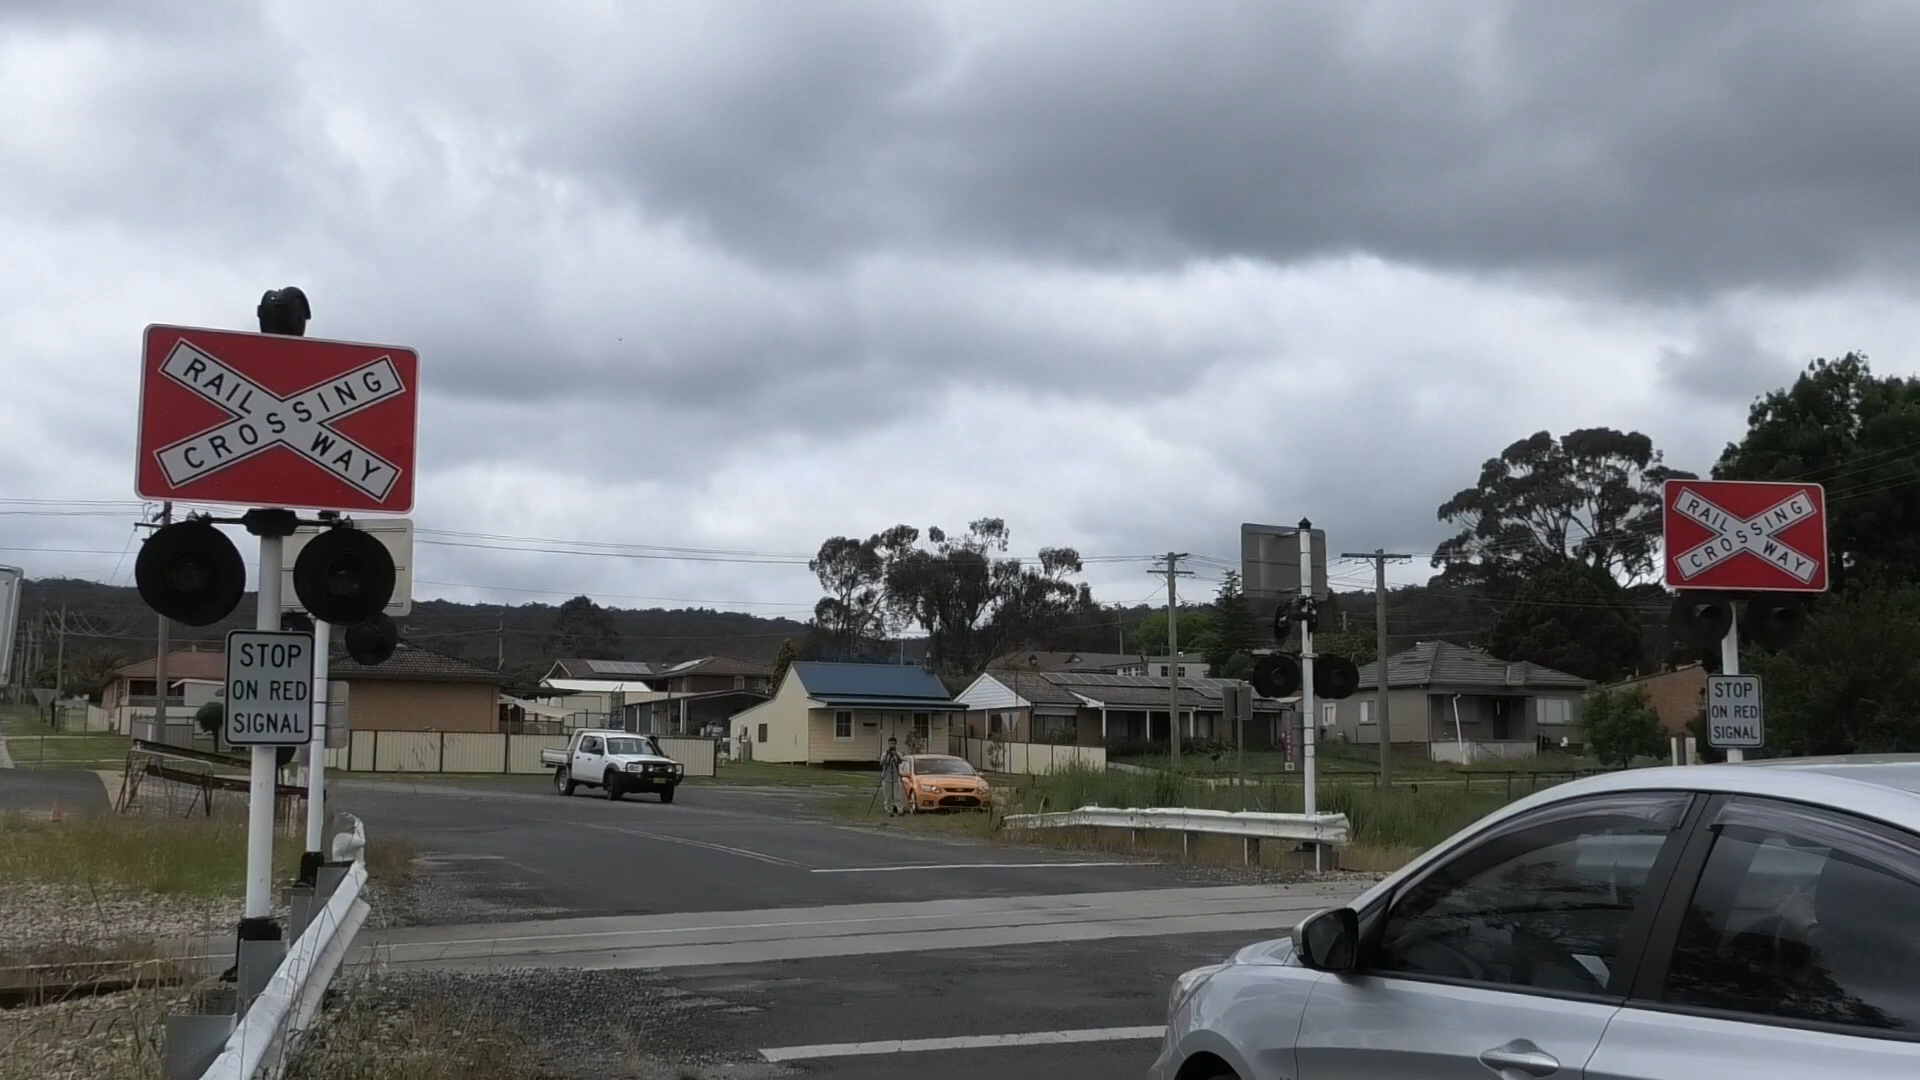 RAIL
CROSSING
WAY
STOP
ON RED
SIGNAL
RAIL
CROSSING
WAY
STOP
ON RED
SIGNAL